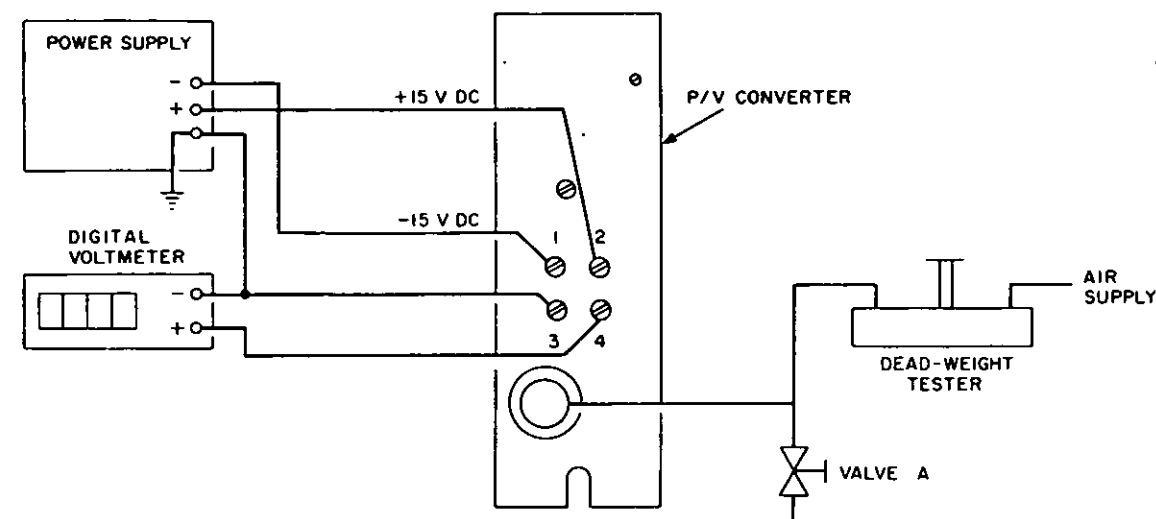 POWER SUPPLY
-
+
+15 V DC
P/V CONVERTER
-15 V DC
DIGITAL
VOLTMETER
1 2
-
+
3 4
AIR
SUPPLY
DEAD-WEIGHT
TESTER
VALVE A